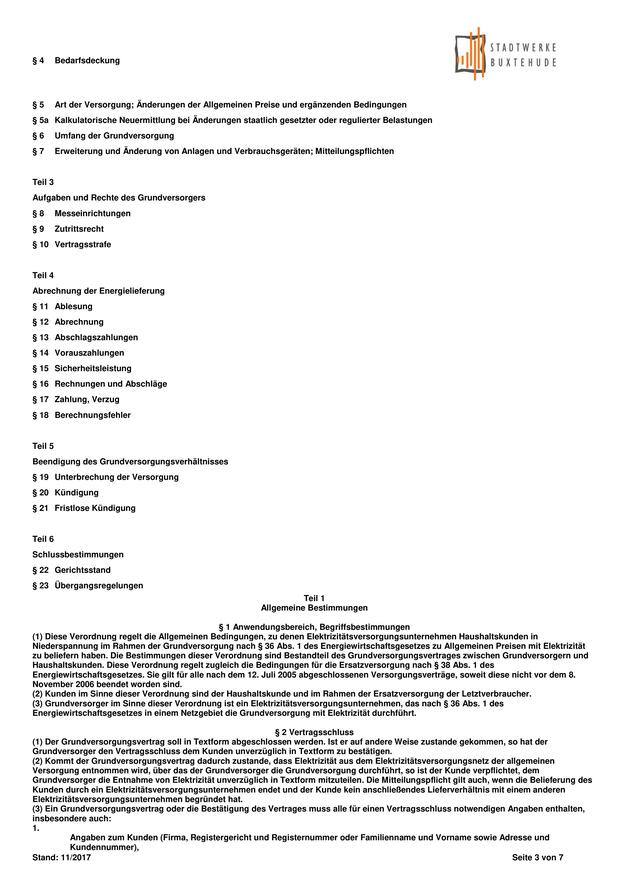 STADTWERKE
BUXTEHUDE
§ 4 Bedarfsdeckung
§ 5 Art der Versorgung; Änderungen der Allgemeinen Preise und ergänzenden Bedingungen
§ 5a Kalkulatorische Neuermittlung bei Änderungen staatlich gesetzter oder regulierter Belastungen
§ 6 Umfang der Grundversorgung
§ 7 Erweiterung und Änderung von Anlagen und Verbrauchsgeräten; Mitteilungspflichten
Teil 3
Aufgaben und Rechte des Grundversorgers
§ 8 Messeinrichtungen
§ 9 Zutrittsrecht
§ 10 Vertragsstrafe
Teil 4
Abrechnung der Energielieferung
§ 11 Ablesung
§ 12 Abrechnung
§ 13 Abschlagszahlungen
§ 14 Vorauszahlungen
§ 15 Sicherheitsleistung
§ 16 Rechnungen und Abschläge
§ 17 Zahlung, Verzug
§ 18 Berechnungsfehler
Teil 5
Beendigung des Grundversorgungsverhältnisses
§ 19 Unterbrechung der Versorgung
§ 20 Kündigung
§ 21 Fristlose Kündigung
Teil 6
Schlussbestimmungen
§ 22 Gerichtsstand
§ 23 Übergangsregelungen
Teil 1
Allgemeine Bestimmungen
§ 1 Anwendungsbereich, Begriffsbestimmungen
(1) Diese Verordnung regelt die Allgemeinen Bedingungen, zu denen Elektrizitätsversorgungsunternehmen Haushaltskunden in
Niederspannung im Rahmen der Grundversorgung nach § 36 Abs. 1 des Energiewirtschaftsgesetzes zu Allgemeinen Preisen mit Elektrizität
zu beliefern haben. Die Bestimmungen dieser Verordnung sind Bestandteil des Grundversorgungsvertrages zwischen Grundversorgern und
Haushaltskunden. Diese Verordnung regelt zugleich die Bedingungen für die Ersatzversorgung nach § 38 Abs. 1 des
Energiewirtschaftsgesetzes. Sie gilt für alle nach dem 12. Juli 2005 abgeschlossenen Versorgungsverträge, soweit diese nicht vor dem 8.
November 2006 beendet worden sind.
(2) Kunden im Sinne dieser Verordnung sind der Haushaltskunde und im Rahmen der Ersatzversorgung der Letztverbraucher.
(3) Grundversorger im Sinne dieser Verordnung ist ein Elektrizitätsversorgungsunternehmen, das nach § 36 Abs. 1 des
Energiewirtschaftsgesetzes in einem Netzgebiet die Grundversorgung mit Elektrizität durchführt.
§ 2 Vertragsschluss
(1) Der Grundversorgungsvertrag soll in Textform abgeschlossen werden. Ist er auf andere Weise zustande gekommen, so hat der
Grundversorger den Vertragsschluss dem Kunden unverzüglich in Textform zu bestätigen.
(2) Kommt der Grundversorgungsvertrag dadurch zustande, dass Elektrizität aus dem Elektrizitätsversorgungsnetz der allgemeinen
Versorgung entnommen wird, über das der Grundversorger die Grundversorgung durchführt, so ist der Kunde verpflichtet, dem
Grundversorger die Entnahme von Elektrizität unverzüglich in Textform mitzuteilen. Die Mitteilungspflicht gilt auch, wenn die Belieferung des
Kunden durch ein Elektrizitätsversorgungsunternehmen endet und der Kunde kein anschließendes Lieferverhältnis mit einem anderen
Elektrizitätsversorgungsunternehmen begründet hat.
(3) Ein Grundversorgungsvertrag oder die Bestätigung des Vertrages muss alle für einen Vertragsschluss notwendigen Angaben enthalten,
insbesondere auch:
1.
Angaben zum Kunden (Firma, Registergericht und Registernummer oder Familienname und Vorname sowie Adresse und
Kundennummer),
Stand: 11/2017 Seite 3 von 7